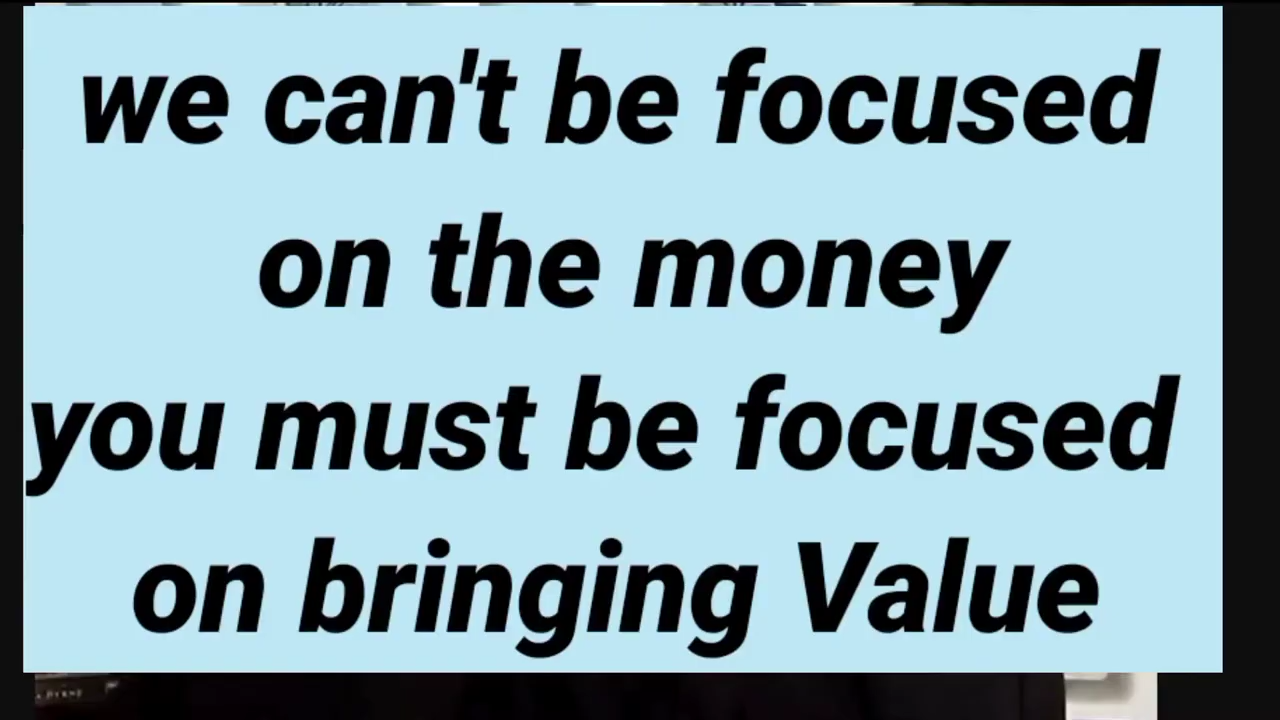 we can't be focused
on the money
you must be focused
on bringing Value